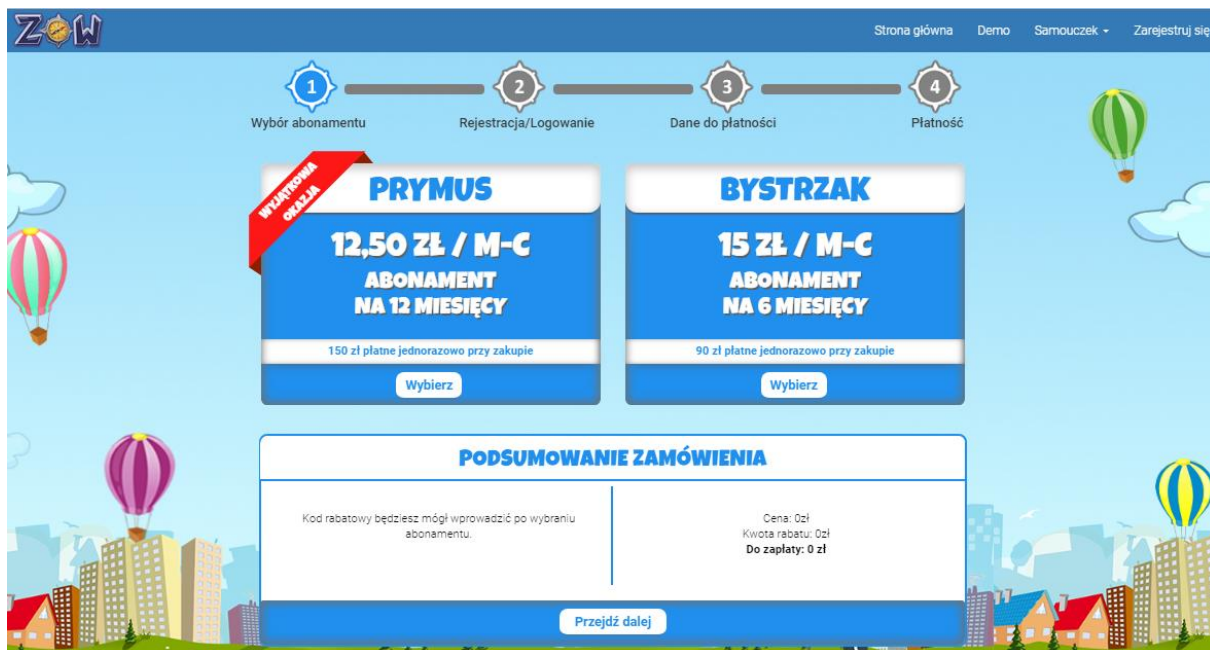 ZOW
Strona główna Demo Samouczek Zarejestruj się
1 2 3 4
Wybór abonamentu Rejestracja/Logowanie Dane do płatności Płatność
WYJĄTKOWA
OKAZJA
PRYMUS
12,50 ZŁ / M-C
ABONAMENT
NA 12 MIESIĘCY
150 zł płatne jednorazowo przy zakupie
Wybierz
BYSTRZAK
15 ZŁ / M-C
ABONAMENT
NA 6 MIESIĘCY
90 zł płatne jednorazowo przy zakupie
Wybierz
PODSUMOWANIE ZAMÓWIENIA
Kod rabatowy będziesz mógł wprowadzić po wybraniu
abonamentu.
Cena: 0zł
Kwota rabatu: 0zł
Do zapłaty: 0 zł
Przejdź dalej